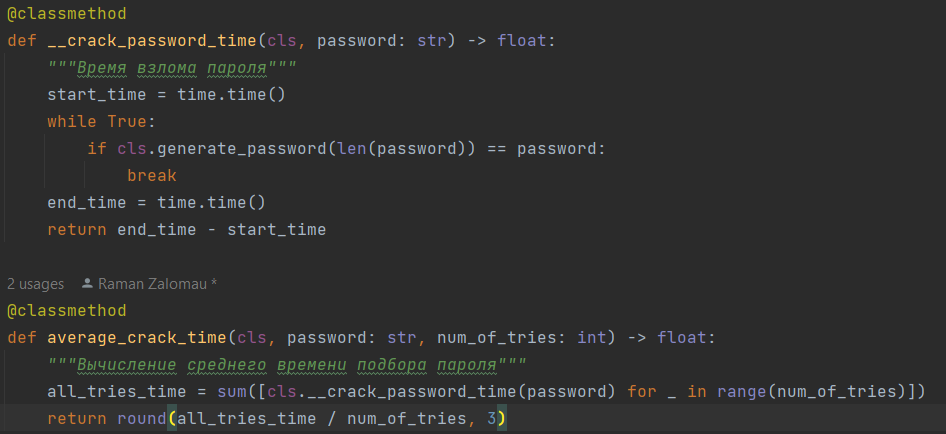 @classmethod
def __crack_password_time(cls, password: str) -> float:
"""Время взлома пароля"""
start_time = time.time()
while True:
if cls.generate_password(len(password)) == password:
break
end_time = time.time()
return end_time - start_time
2 usages Raman Zalomau *
@classmethod
def average_crack_time(cls, password: str, num_of_tries: int) -> float:
"""Вычисление среднего времени подбора пароля"""
all_tries_time = sum([cls.__crack_password_time(password) for _ in range(num_of_tries)])
return round(all_tries_time / num_of_tries, 3)